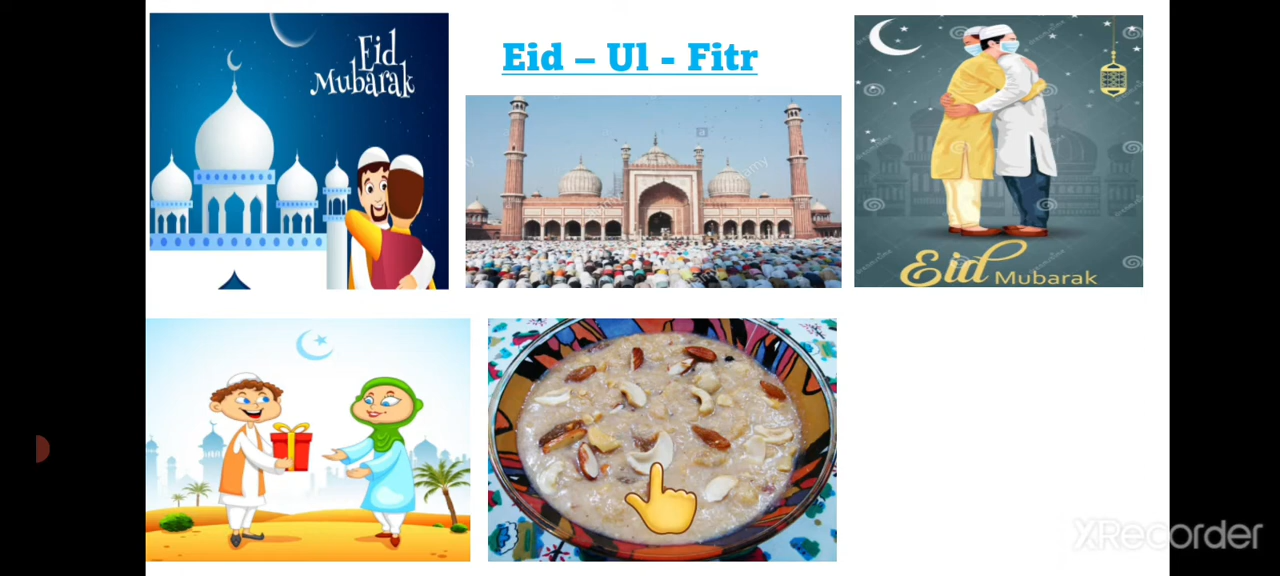 Eid – Ul - Fitr
Eid
Mubarak
Eid Mubarak
XRecorder